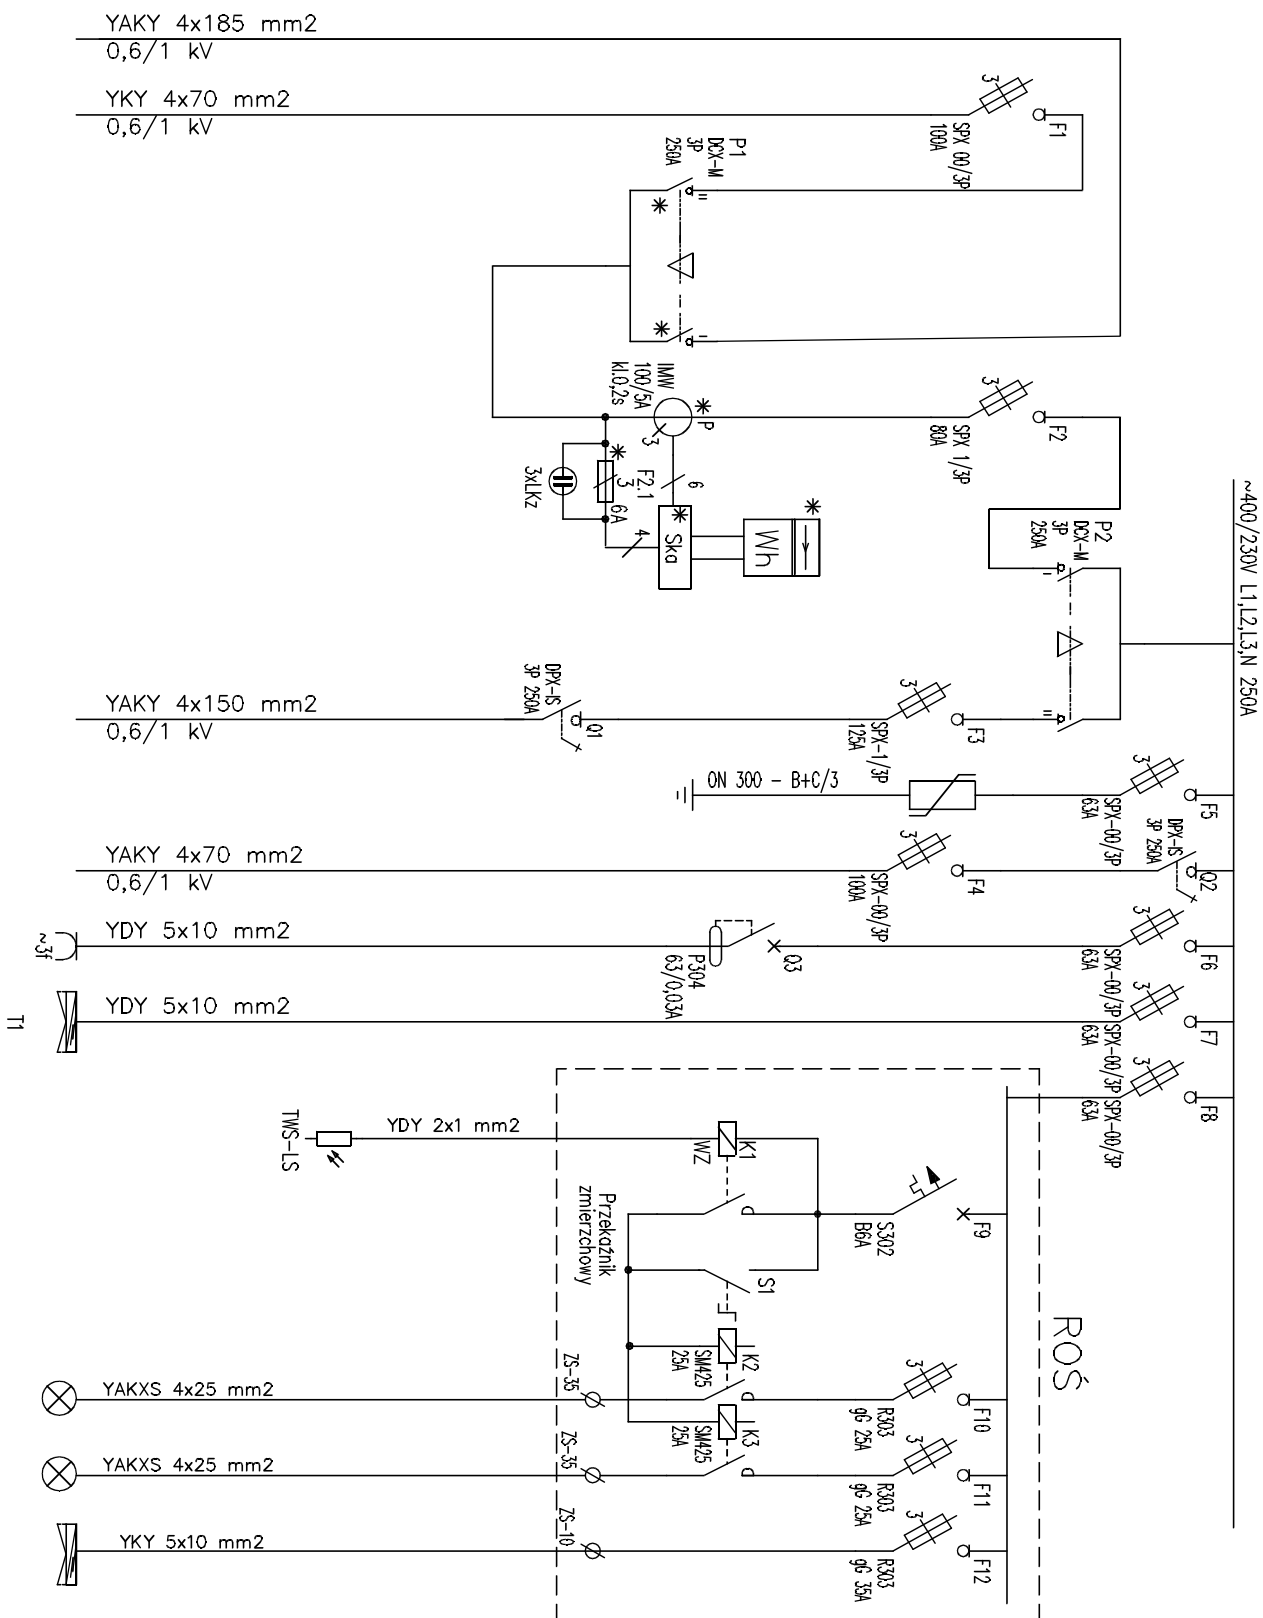 YAKY 4x185 mm2
0,6/1 kV
YKY 4x70 mm2
0,6/1 kV
3
F1
SPX 00/3P
100A
P1
DCX-M
3P
250A
II
I
IMW
100/5A
kl.0,2s
P
3
3
F2
SPX 1/3P
80A
6
F2.1
3
6A
3xLKz
4
Ska
Wh
P2
DCX-M
3P
250A
I
II
~400/230V L1,L2,L3,N 250A
YAKY 4x150 mm2
0,6/1 kV
DPX-IS
3P 250A
Q1
3
F3
SPX-1/3P
125A
ON 300 - B+C/3
3
F5
SPX-00/3P
63A
YAKY 4x70 mm2
0,6/1 kV
3
F4
SPX-00/3P
100A
DPX-IS
3P 250A
Q2
~3f
YDY 5x10 mm2
P304
63/0,03A
Q3
3
F6
SPX-00/3P
63A
T1
YDY 5x10 mm2
3
F7
SPX-00/3P
63A
3
F8
SPX-00/3P
63A
ROŚ
TWS-LS
YDY 2x1 mm2
K1
WZ
Przekaźnik
zmierzchowy
S302
B6A
F9
S1
K2
SM425
25A
YAKXS 4x25 mm2
ZS-35
3
F10
R303
gG 25A
K3
SM425
25A
YAKXS 4x25 mm2
ZS-35
3
F11
R303
gG 25A
YKY 5x10 mm2
ZS-10
3
F12
R303
gG 35A